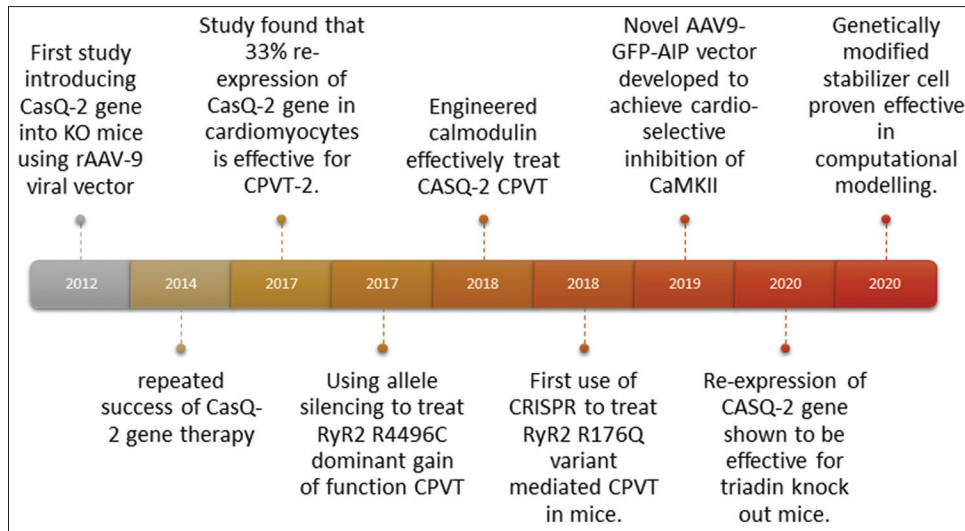 First study
introducing
CasQ-2 gene
into KO mice
using rAAV-9
viral vector
Study found that
33% re-
expression of
CasQ-2 gene in
cardiomyocytes
is effective for
CPVT-2.
Engineered
calmodulin
effectively treat
CASQ-2 CPVT
Novel AAV9-
GFP-AIP vector
developed to
achieve cardio-
selective
inhibition of
CaMKII
Genetically
modified
stabilizer cell
proven effective
in
computational
modelling.
2012
2014
2017
2017
2018
2018
2019
2020
2020
repeated
success of CasQ-
2 gene therapy
Using allele
silencing to treat
RyR2 R4496C
dominant gain
of function CPVT
First use of
CRISPR to treat
RyR2 R176Q
variant
mediated CPVT
in mice.
Re-expression of
CASQ-2 gene
shown to be
effective for
triadin knock
out mice.